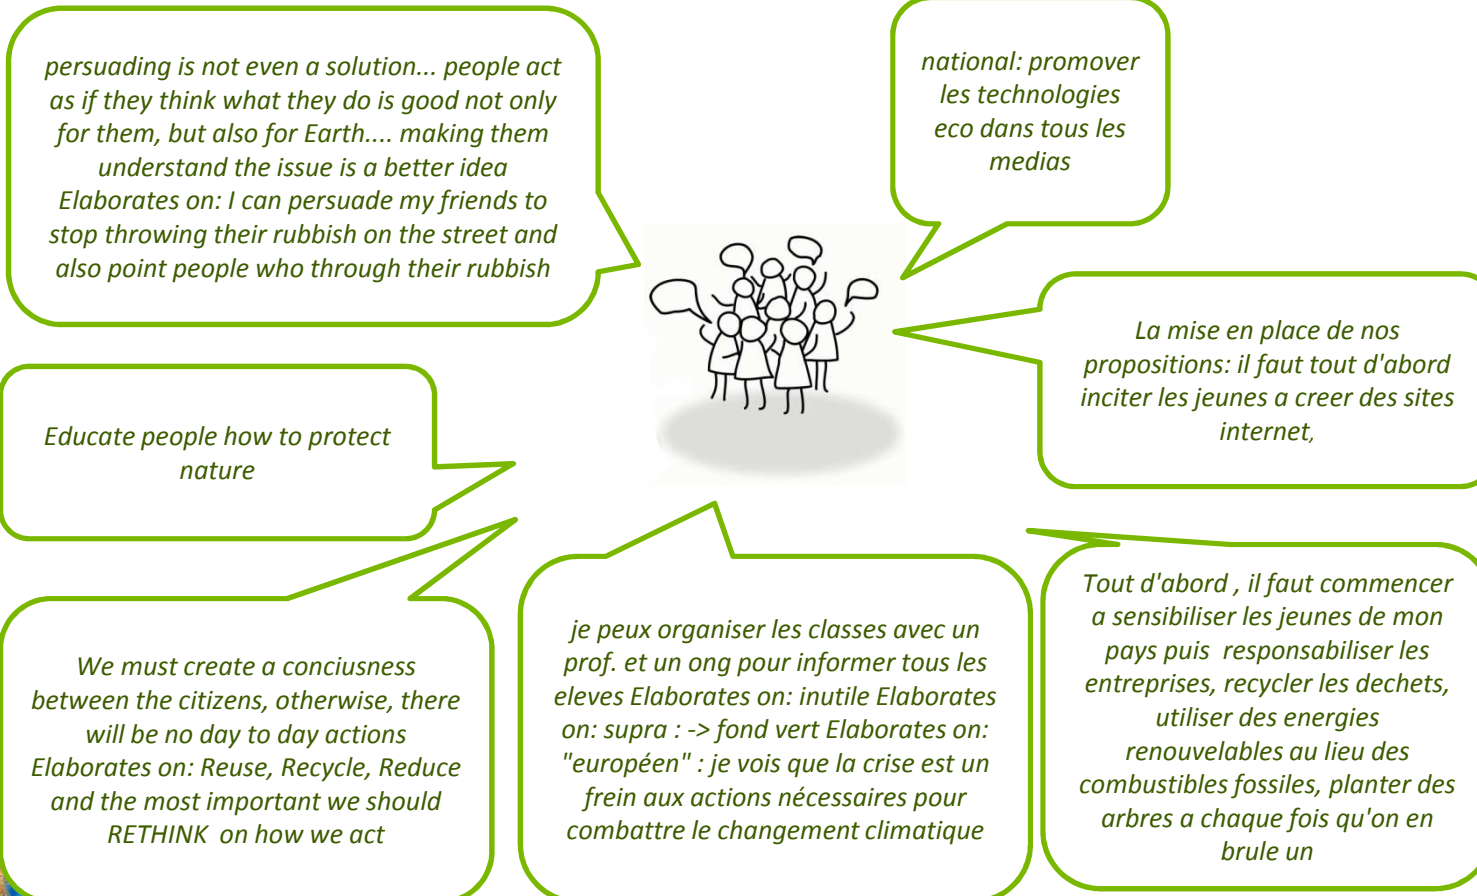 persuading is not even a solution... people act
as if they think what they do is good not only
for them, but also for Earth.... making them
understand the issue is a better idea
Elaborates on: I can persuade my friends to
stop throwing their rubbish on the street and
also point people who through their rubbish
national: promover
les technologies
eco dans tous les
medias
La mise en place de nos
propositions: il faut tout d'abord
inciter les jeunes a creer des sites
internet,
Educate people how to protect
nature
We must create a conciusness
between the citizens, otherwise, there
will be no day to day actions
Elaborates on: Reuse, Recycle, Reduce
and the most important we should
RETHINK on how we act
je peux organiser les classes avec un
prof. et un ong pour informer tous les
eleves Elaborates on: inutile Elaborates
on: supra : -> fond vert Elaborates on:
"européen" : je vois que la crise est un
frein aux actions nécessaires pour
combattre le changement climatique
Tout d'abord , il faut commencer
a sensibiliser les jeunes de mon
pays puis responsabiliser les
entreprises, recycler les dechets,
utiliser des energies
renouvelables au lieu des
combustibles fossiles, planter des
arbres a chaque fois qu'on en
brule un